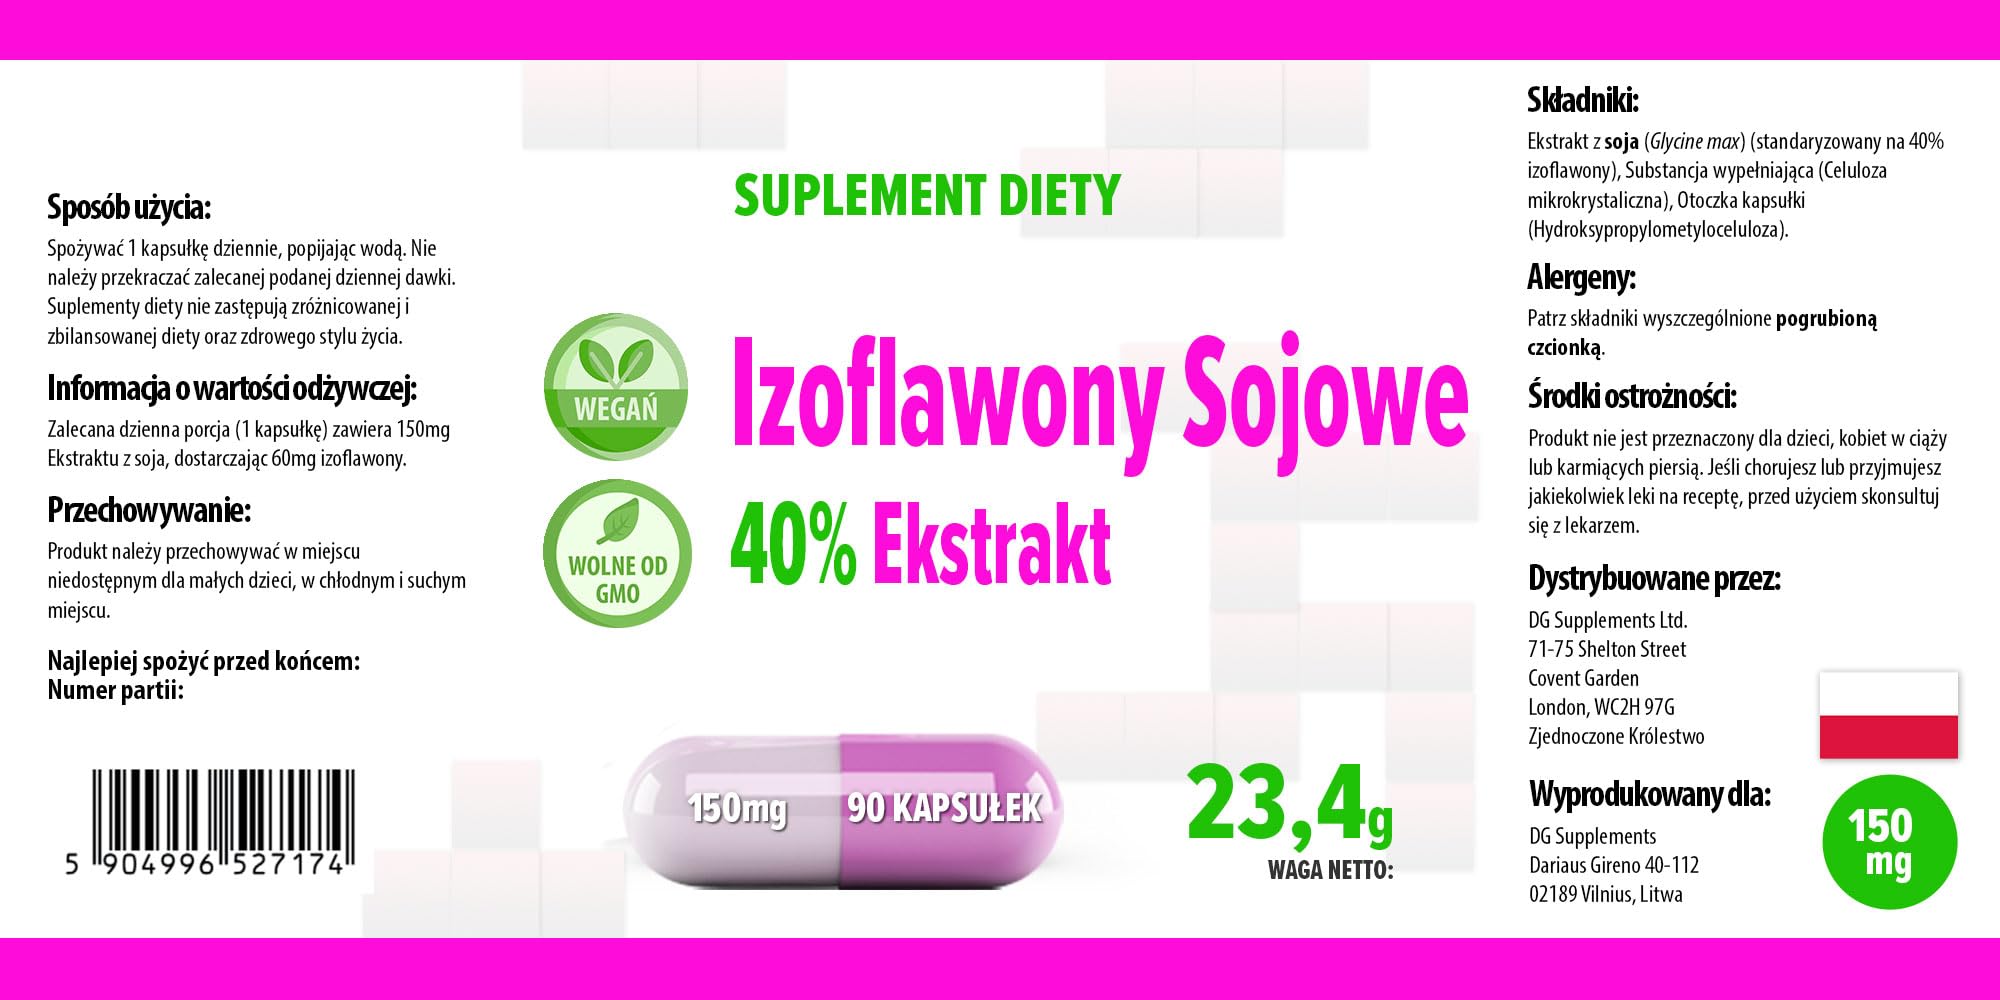 Sposób użycia:
Spożywać 1 kapsułkę dziennie, popijając wodą. Nie
należy przekraczać zalecanej podanej dziennej dawki.
Suplementy diety nie zastępują zróżnicowanej i
zbilansowanej diety oraz zdrowego stylu życia.
Informacja o wartości odżywczej:
Zalecana dzienna porcja (1 kapsułkę) zawiera 150mg
Ekstraktu z soja, dostarczając 60mg izoflawony.
Przechowywanie:
Produkt należy przechowywać w miejscu
niedostępnym dla małych dzieci, w chłodnym i suchym
miejscu.
Najlepiej spożyć przed końcem:
Numer partii:
5 904996 527174
SUPLEMENT DIETY
WEGAŃ
Izoflawony Sojowe
WOLNE OD
GMO
40% Ekstrakt
150mg
90 KAPSUŁEK
23,4g
WAGA NETTO:
Składniki:
Ekstrakt z soja (Glycine max) (standaryzowany na 40%
izoflawony), Substancja wypełniająca (Celuloza
mikrokrystaliczna), Otoczka kapsułki
(Hydroksypropylometyloceluloza).
Alergeny:
Patrz składniki wyszczególnione pogrubioną
czcionką.
Środki ostrożności:
Produkt nie jest przeznaczony dla dzieci, kobiet w ciąży
lub karmiących piersią. Jeśli chorujesz lub przyjmujesz
jakiekolwiek leki na receptę, przed użyciem skonsultuj
się z lekarzem.
Dystrybuowane przez:
DG Supplements Ltd.
71-75 Shelton Street
Covent Garden
London, WC2H 97G
Zjednoczone Królestwo
Wyprodukowany dla:
DG Supplements
Dariaus Gireno 40-112
02189 Vilnius, Litwa
150
mg